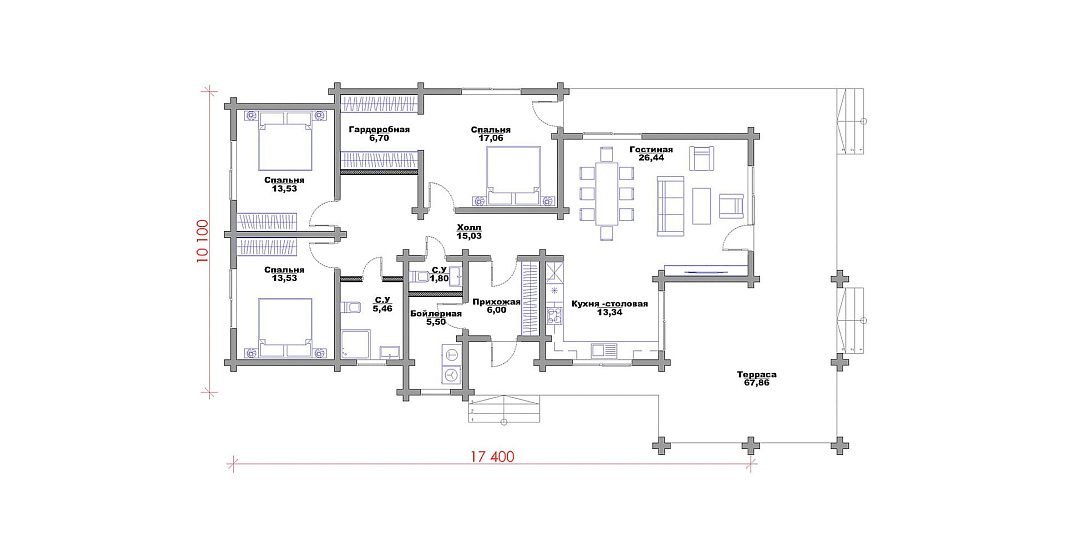 Гардеробная
6,70
Спальня
17,06
Гостиная
26,44
Спальня
13,53
Холл
15,03
Спальня
13,53
С.У
1,80
С.У
5,46
Прихожая
6,00
Бойлерная
5,50
Кухня -столовая
13,34
Терраса
67,86
10 100
17 400